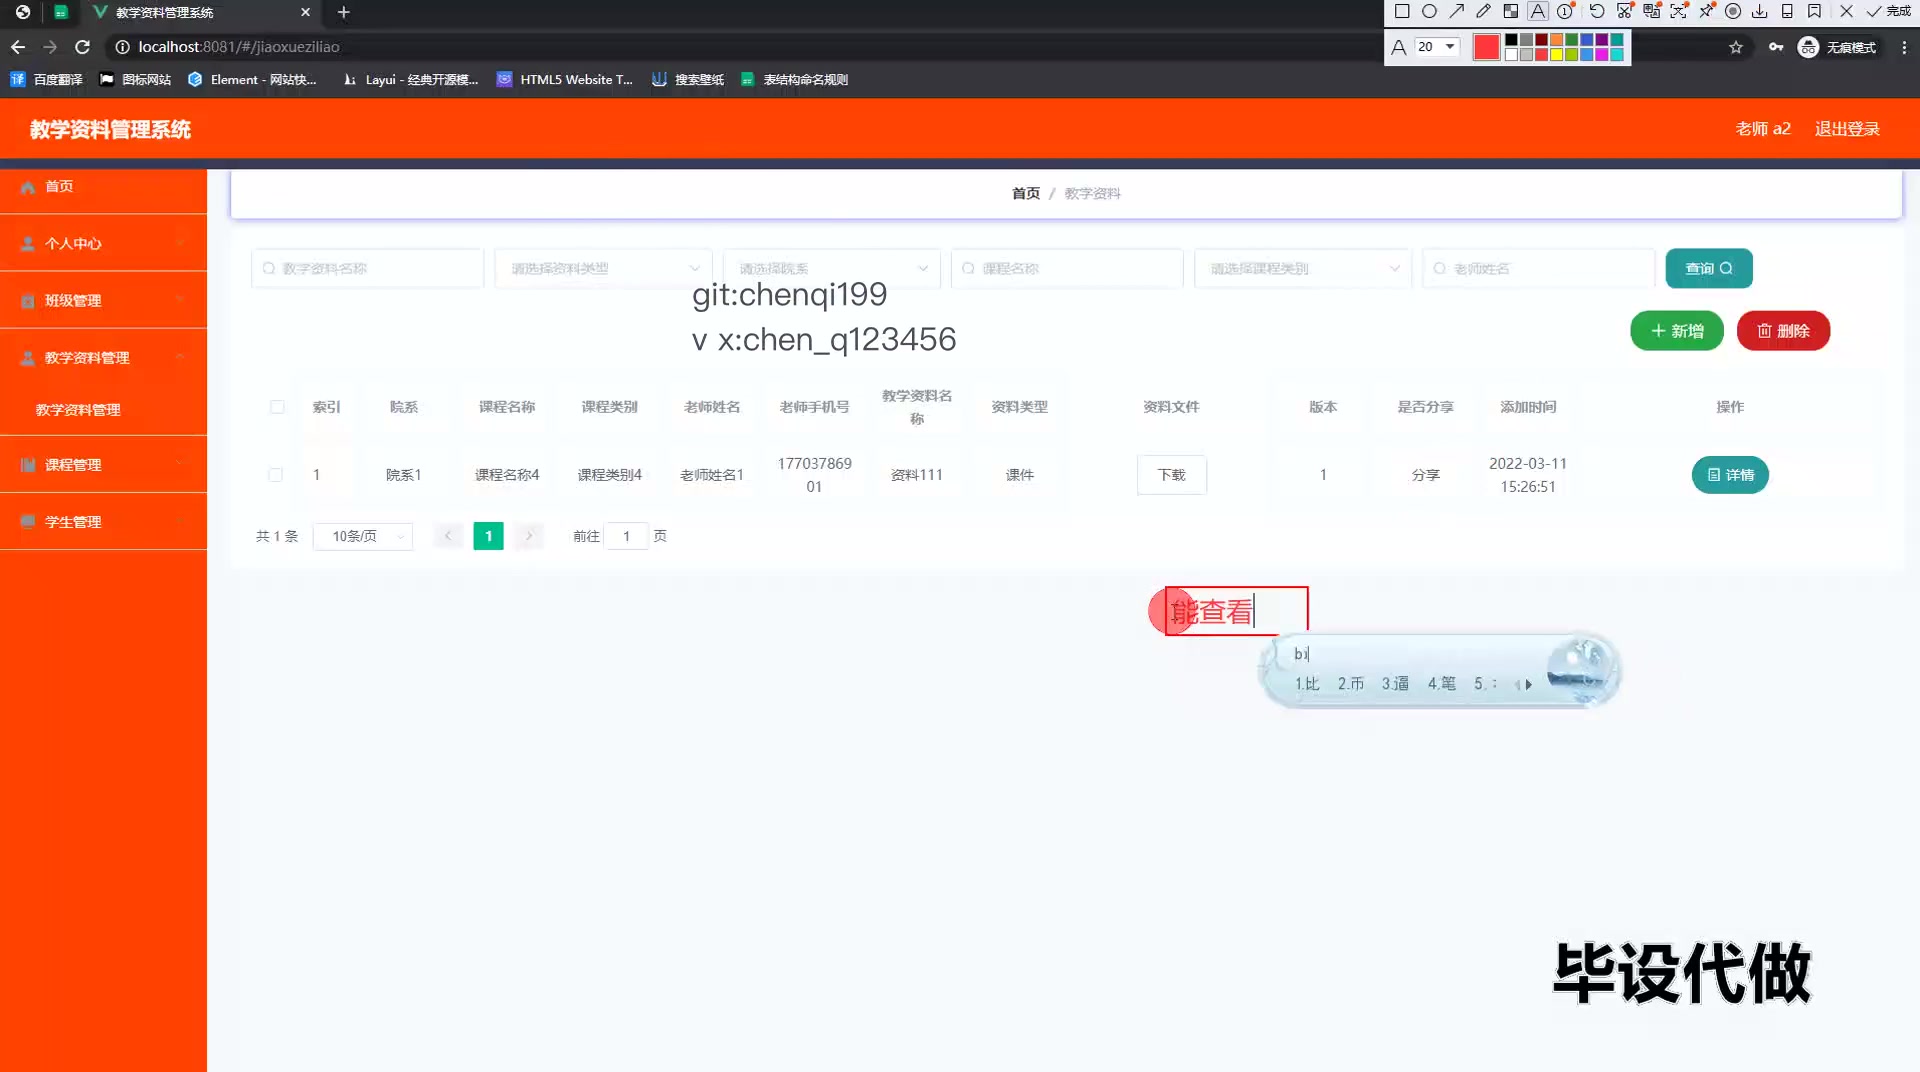 教学资料管理系统
完成
localhost:8081/#/jiaoxueziliao
A 20
无痕模式
译 百度翻译 图标网站 Element - 网站快... Layui - 经典开源模... HTML5 Website T... 搜索壁纸 表结构命名规则
教学资料管理系统
老师 a2 退出登录
首页
个人中心
班级管理
教学资料管理
教学资料管理
课程管理
学生管理
首页 / 教学资料
教学资料名称 请选择资料类型 请选择院系 课程名称 请选择课程类别 老师姓名 查询
git:chenqi199
v x:chen_q123456
新增 删除
索引 院系 课程名称 课程类别 老师姓名 老师手机号 教学资料名称 资料类型 资料文件 版本 是否分享 添加时间 操作
1 院系1 课程名称4 课程类别4 老师姓名1 17703786901 资料111 课件 下载 1 分享 2022-03-11 15:26:51 详情
共 1 条 10条/页 1 前往 1 页
能查看
bi
1.比 2.币 3.逼 4.笔 5.
毕设代做